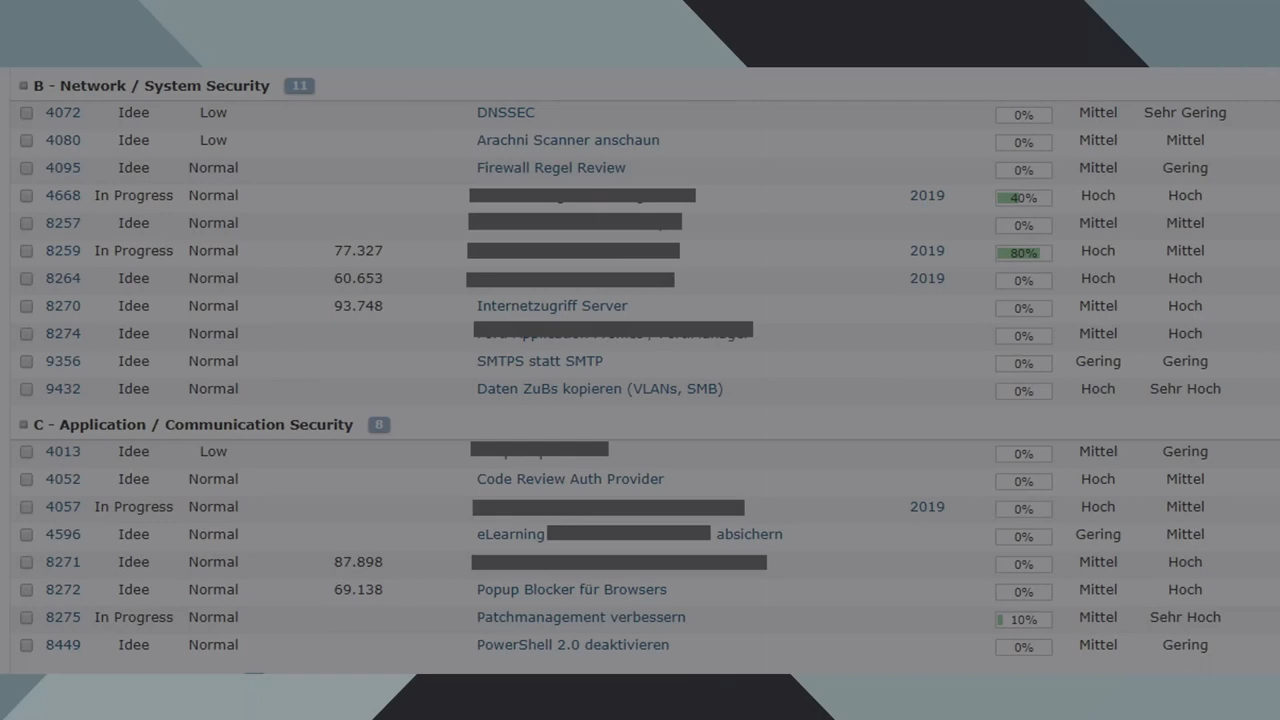 B - Network / System Security 11
4072 Idee Low DNSSEC 0% Mittel Sehr Gering
4080 Idee Low Arachni Scanner anschaun 0% Mittel Mittel
4095 Idee Normal Firewall Regel Review 0% Mittel Gering
4668 In Progress Normal 2019 40% Hoch Hoch
8257 Idee Normal 0% Mittel Mittel
8259 In Progress Normal 77.327 2019 80% Hoch Mittel
8264 Idee Normal 60.653 2019 0% Hoch Hoch
8270 Idee Normal 93.748 Internetzugriff Server 0% Mittel Hoch
8274 Idee Normal 0% Mittel Hoch
9356 Idee Normal SMTPS statt SMTP 0% Gering Gering
9432 Idee Normal Daten ZuBs kopieren (VLANs, SMB) 0% Hoch Sehr Hoch
C - Application / Communication Security 8
4013 Idee Low 0% Mittel Gering
4052 Idee Normal Code Review Auth Provider 0% Hoch Mittel
4057 In Progress Normal 2019 0% Hoch Mittel
4596 Idee Normal eLearning absichern 0% Gering Mittel
8271 Idee Normal 87.898 0% Mittel Hoch
8272 Idee Normal 69.138 Popup Blocker für Browsers 0% Mittel Hoch
8275 In Progress Normal Patchmanagement verbessern 10% Mittel Sehr Hoch
8449 Idee Normal PowerShell 2.0 deaktivieren 0% Mittel Gering